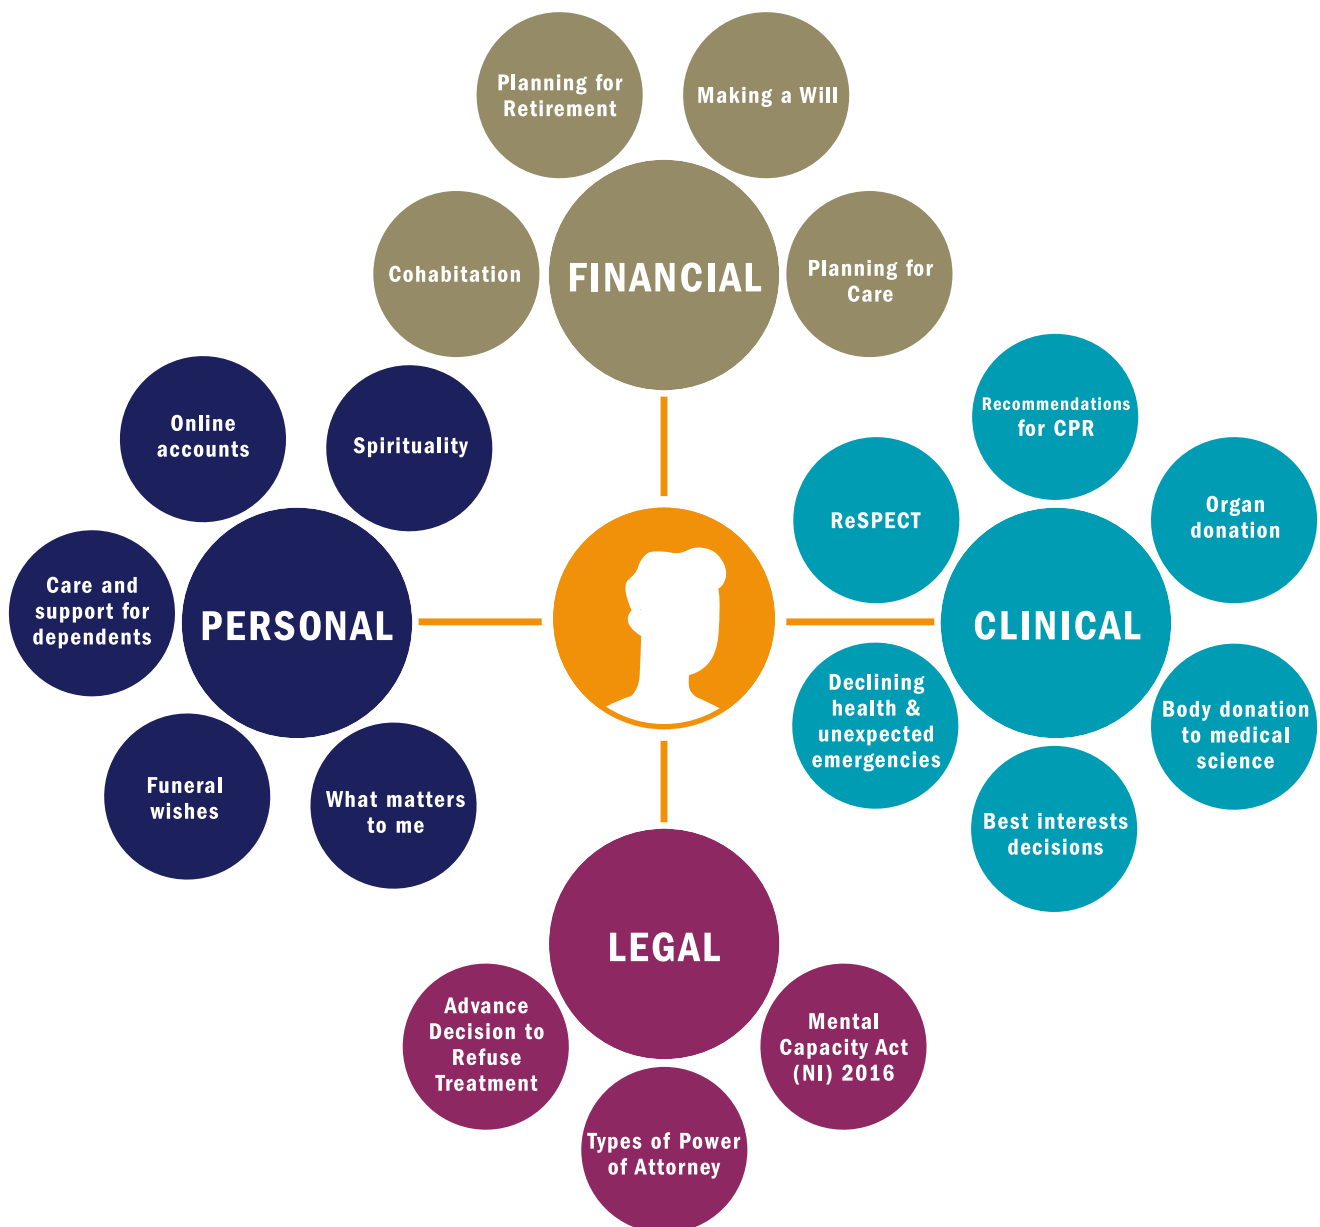 Planning for
Retirement
Making a Will
Cohabitation
FINANCIAL
Planning for
Care
Online
accounts
Spirituality
Care and
support for
dependents
PERSONAL
Funeral
wishes
What matters
to me
Recommendations
for CPR
ReSPECT
Organ
donation
CLINICAL
Declining
health &
unexpected
emergencies
Body donation
to medical
science
Best interests
decisions
LEGAL
Advance
Decision to
Refuse
Treatment
Mental
Capacity Act
(NI) 2016
Types of Power
of Attorney